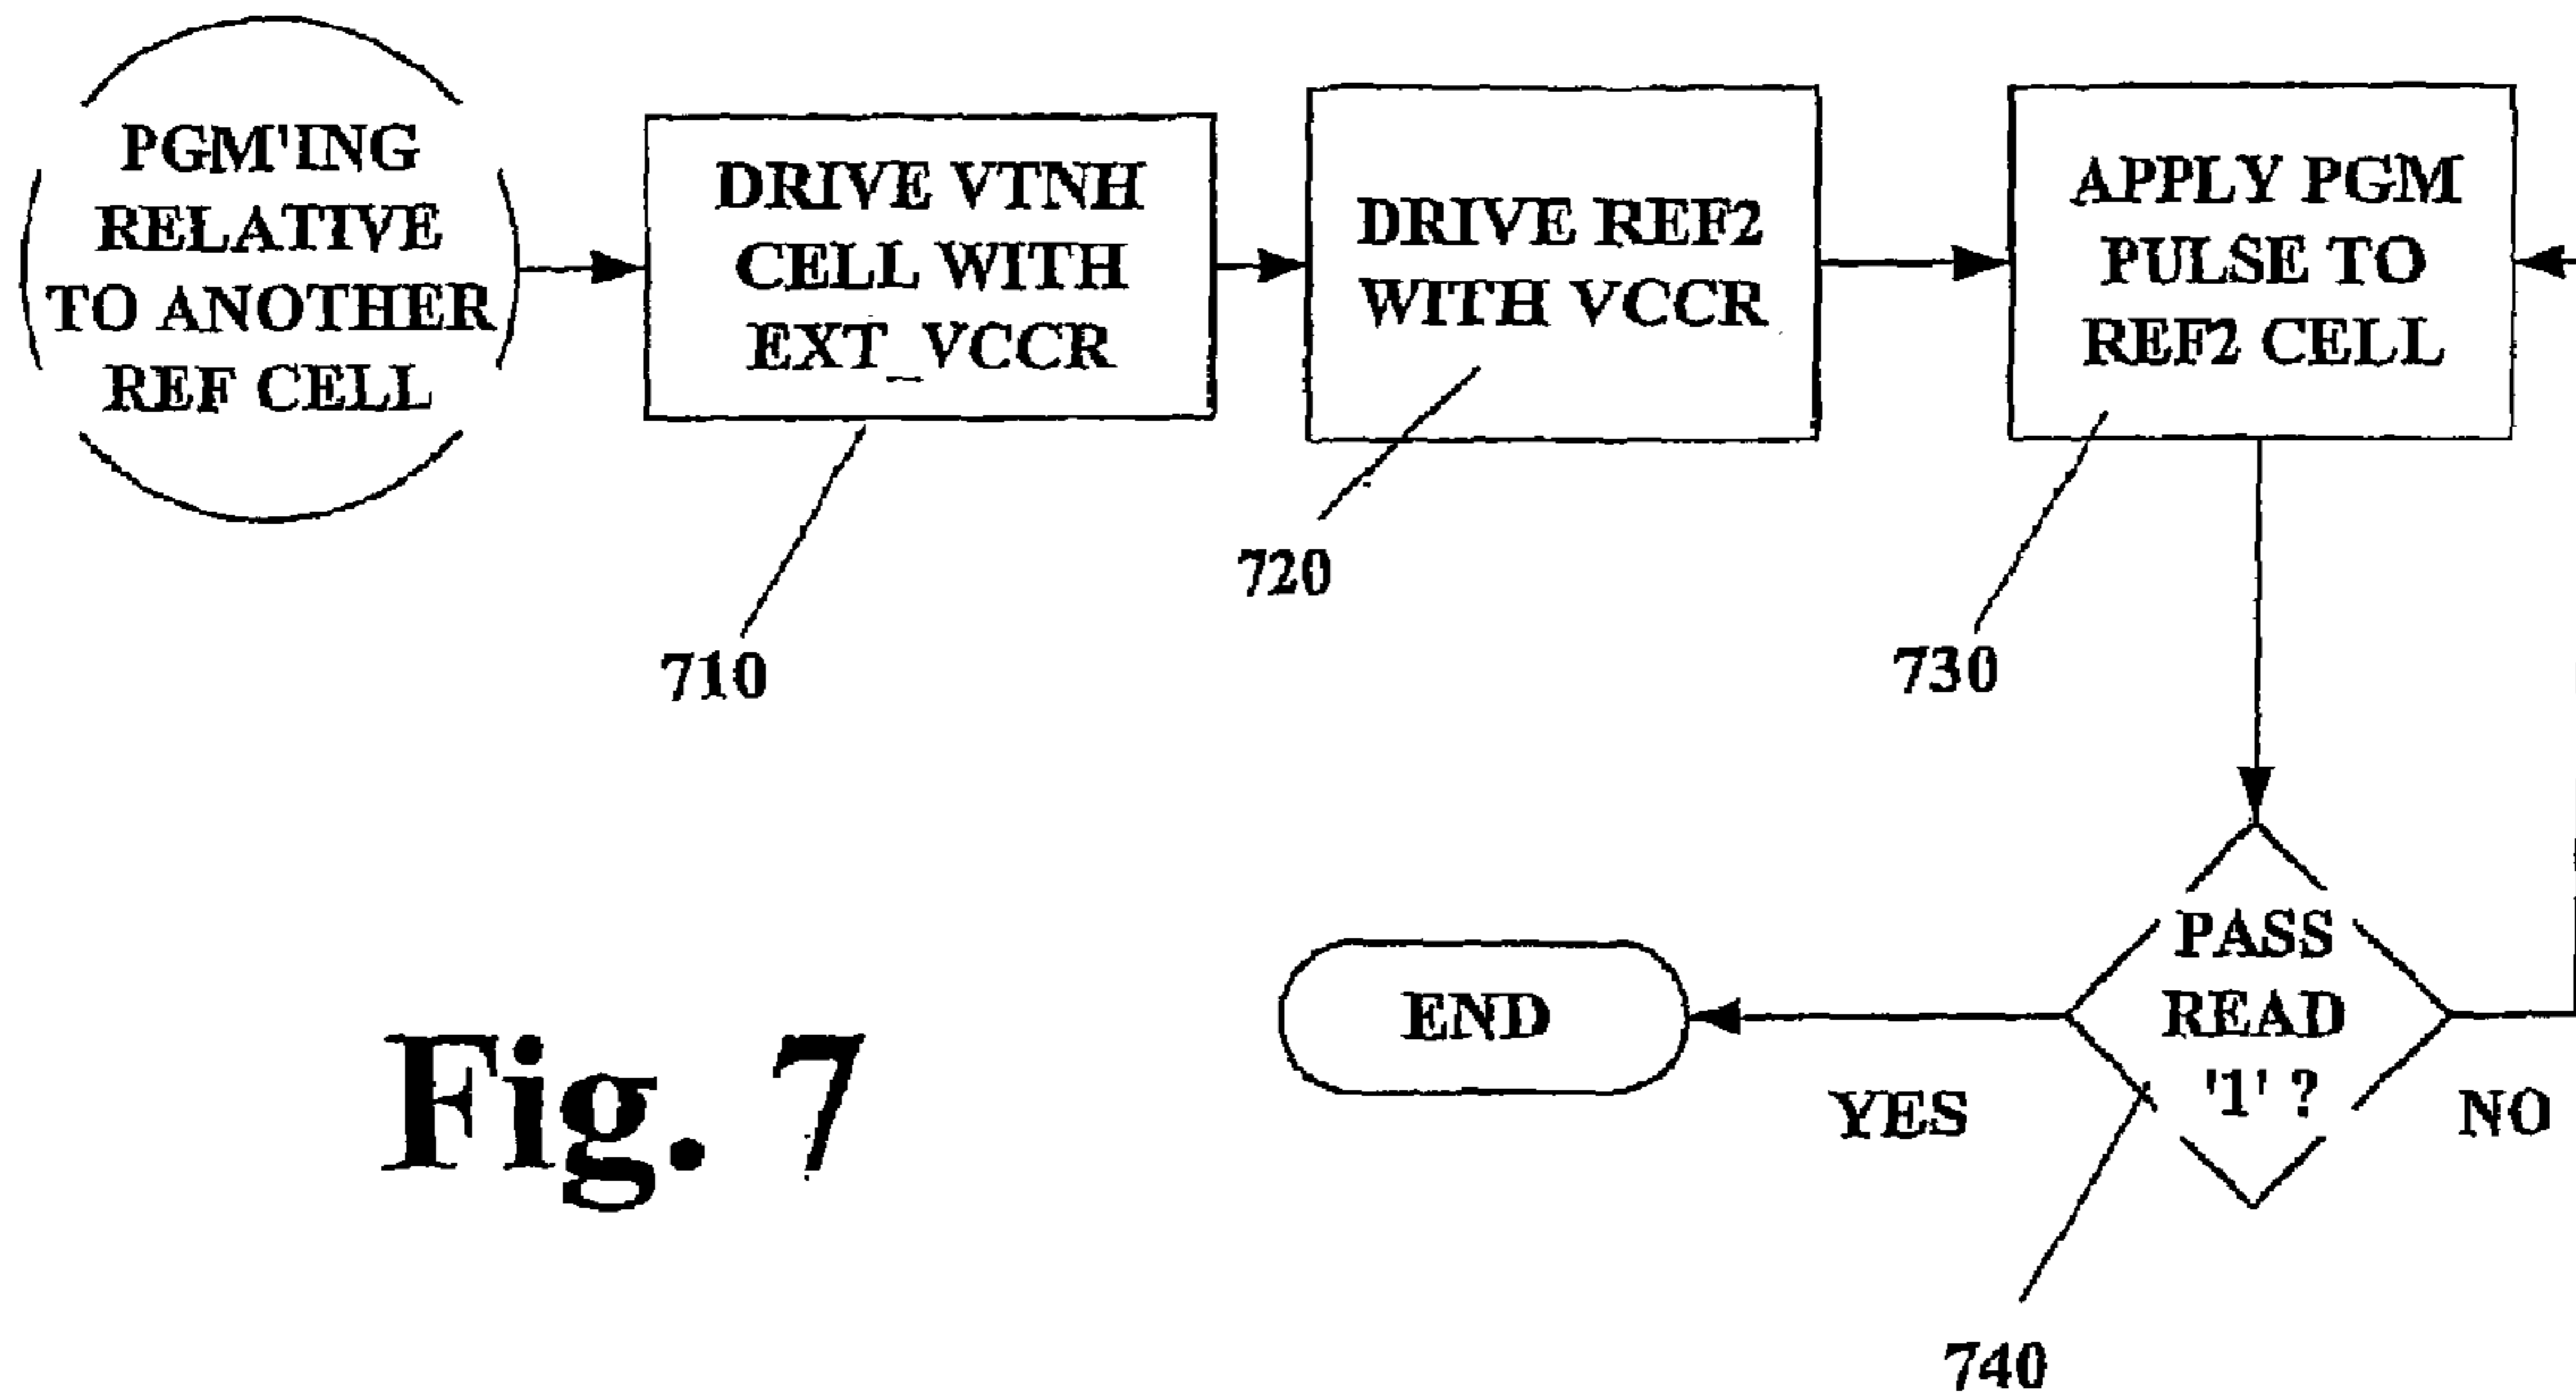 PGM'ING
RELATIVE
TO ANOTHER
REF CELL
DRIVE VTNH
CELL WITH
EXT_VCCR
710
DRIVE REF2
WITH VCCR
720
APPLY PGM
PULSE TO
REF2 CELL
730
PASS
READ
'1' ?
YES
NO
740
END
Fig. 7